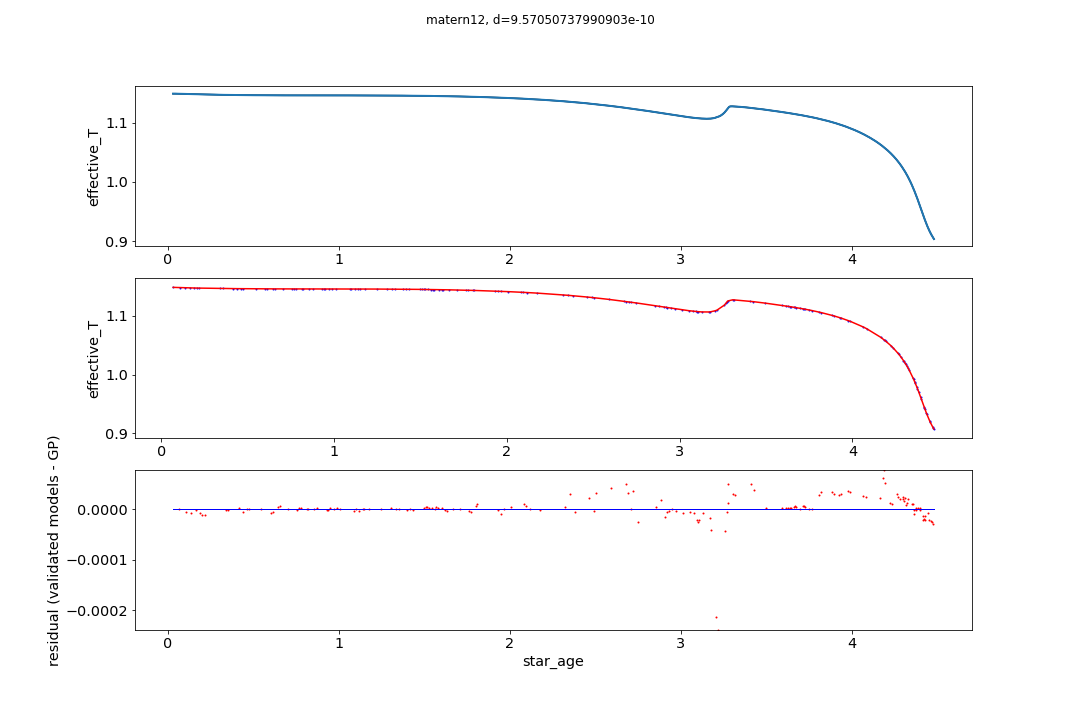 matern12, d=9.57050737990903e-10
effective_T
1.1
1.0
0.9
0 1 2 3 4
effective_T
1.1
1.0
0.9
0 1 2 3 4
residual (validated models - GP)
0.0000
−0.0001
−0.0002
0 1 2 3 4
star_age